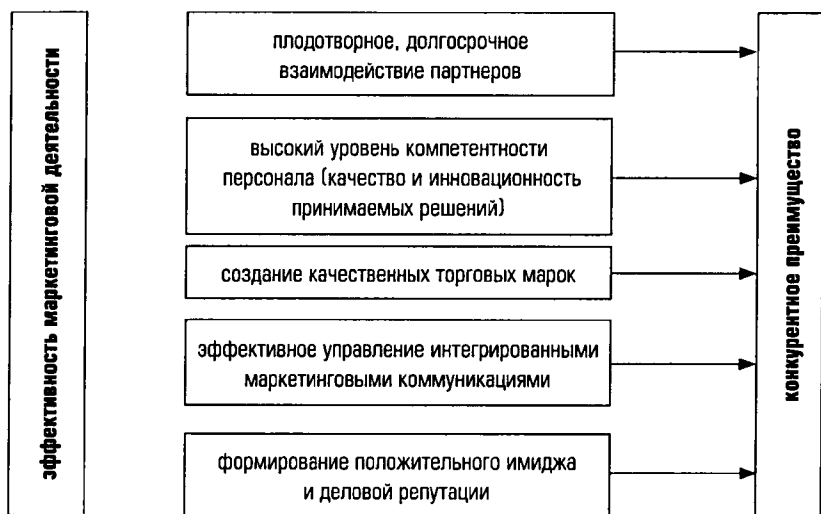 эффективность маркетинговой деятельности
плодотворное, долгосрочное
взаимодействие партнеров
высокий уровень компетентности
персонала (качество и инновационность
принимаемых решений)
создание качественных торговых марок
эффективное управление интегрированными
маркетинговыми коммуникациями
формирование положительного имиджа
и деловой репутации
конкурентное преимущество